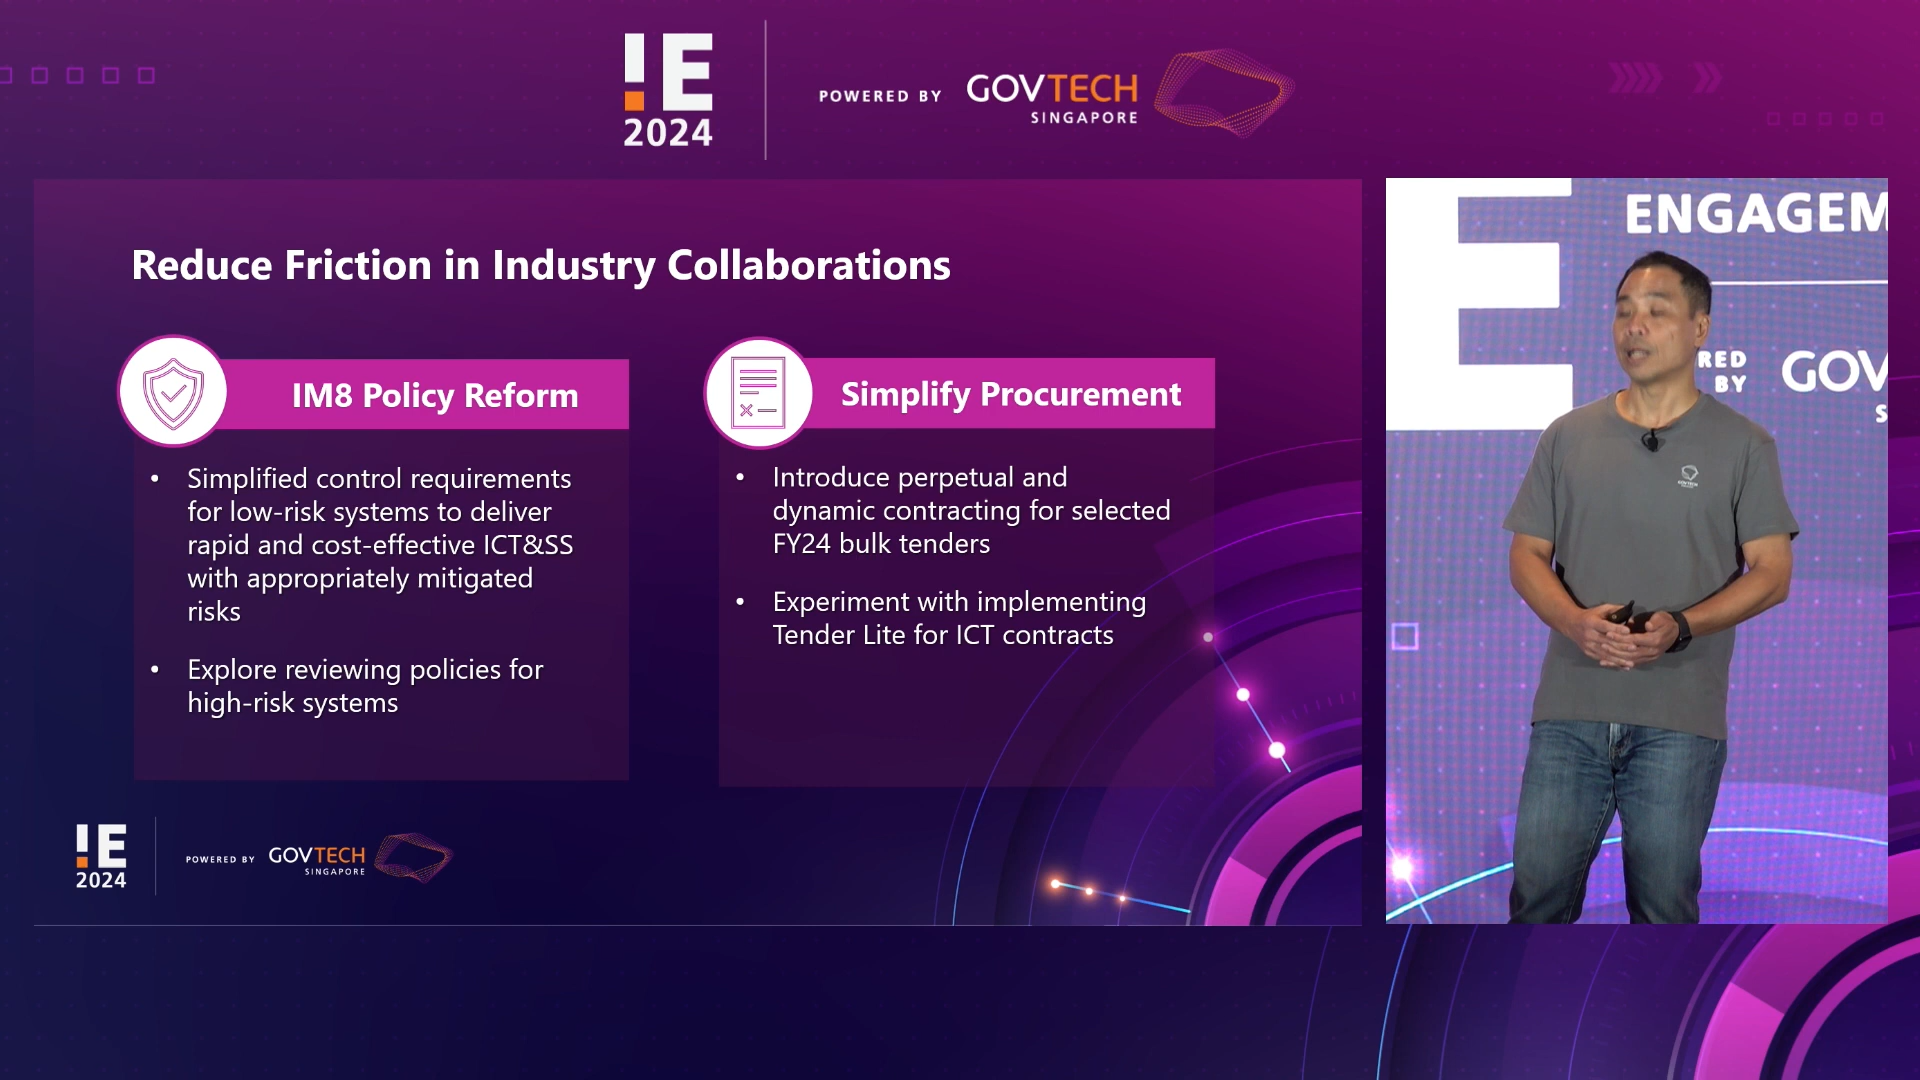 !E
2024
POWERED BY
GOVTECH
SINGAPORE
Reduce Friction in Industry Collaborations
IM8 Policy Reform
• Simplified control requirements
for low-risk systems to deliver
rapid and cost-effective ICT&SS
with appropriately mitigated
risks
• Explore reviewing policies for
high-risk systems
Simplify Procurement
• Introduce perpetual and
dynamic contracting for selected
FY24 bulk tenders
• Experiment with implementing
Tender Lite for ICT contracts
!E
2024
POWERED BY
GOVTECH
SINGAPORE
E
ENGAGEM
RED
BY
GOV
S
GOVTECH